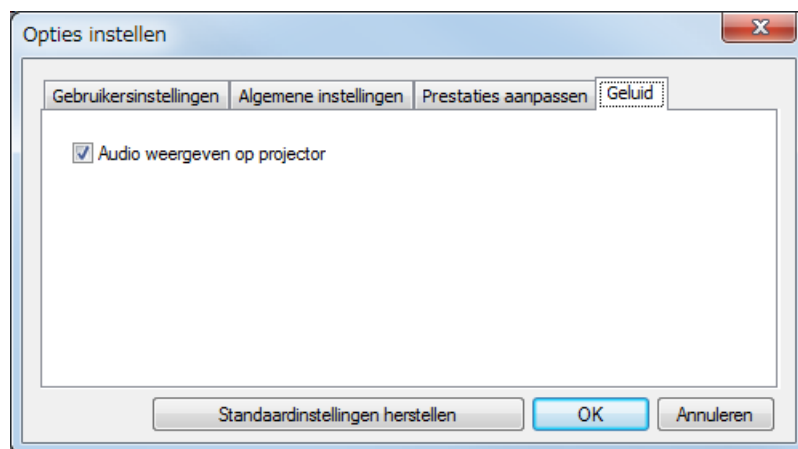 Opties instellen
Gebruikersinstellingen Algemene instellingen Prestaties aanpassen Geluid
Audio weergeven op projector
Standaardinstellingen herstellen OK Annuleren